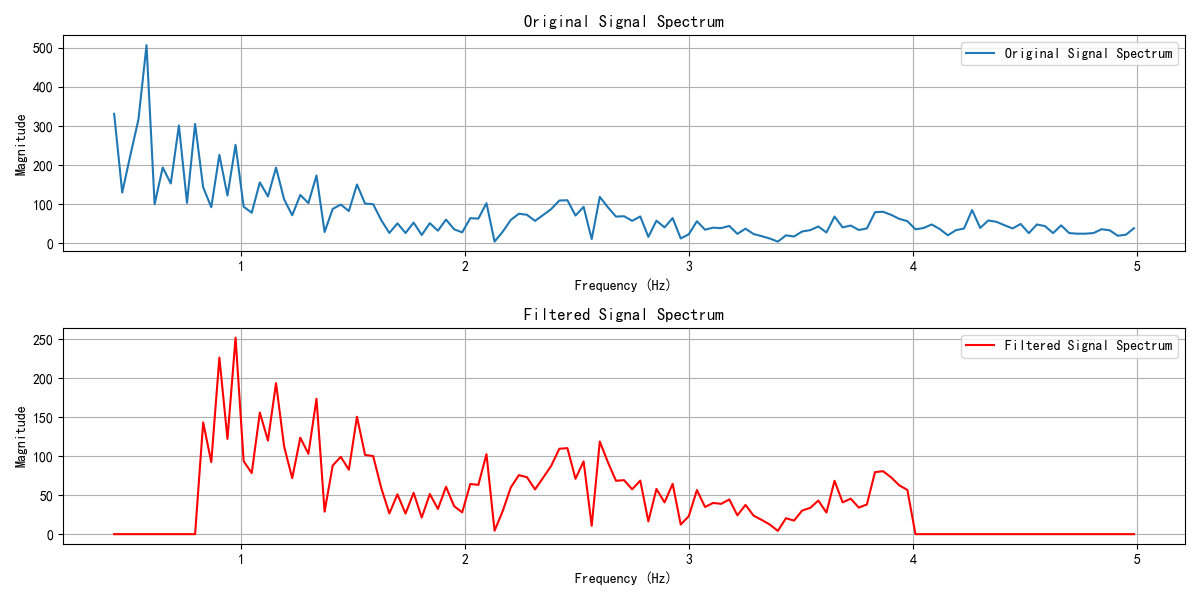 Original Signal Spectrum
Original Signal Spectrum
Magnitude
500
400
300
200
100
0
1 2 3 4 5
Frequency (Hz)
Filtered Signal Spectrum
Filtered Signal Spectrum
Magnitude
250
200
150
100
50
0
1 2 3 4 5
Frequency (Hz)